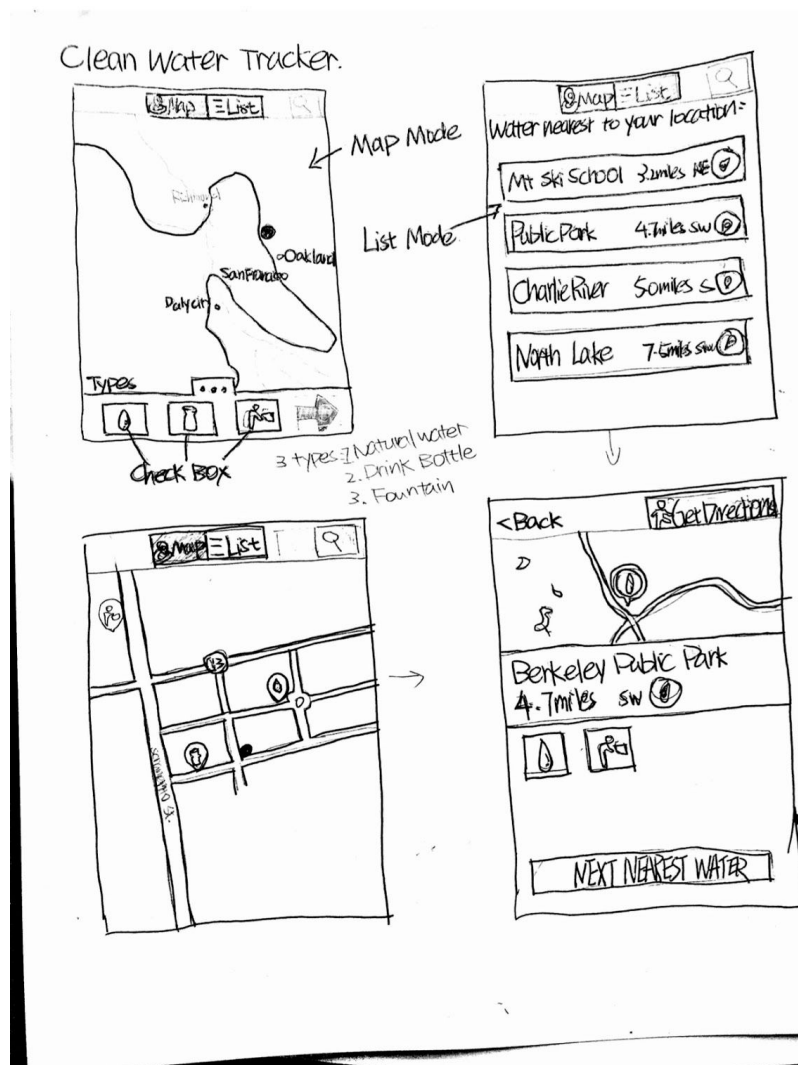 Clean Water Tracker.
Map List
Map Mode
Richmond
Oakland
San Francisco
Daly city
Types
Check Box
3 types: 1. Natural water
2. Drink Bottle
3. Fountain
Map List
Water nearest to your location:
Mt Ski School 3.2miles NE
List Mode
Public Park 4.7miles SW
Charlie River 5.0miles S
North Lake 7.5miles SW
Map List
<Back Get Directions
Berkeley Public Park
4.7miles SW
NEXT NEAREST WATER